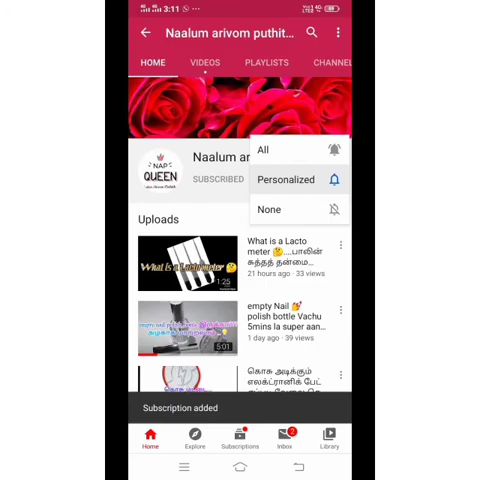 3:11
Naalum arivom puthit...
HOME VIDEOS PLAYLISTS CHANNEL
All
Personalized
None
NAP
QUEEN
Naalum ar
SUBSCRIBED
Uploads
What is a Lactometer
1:25
What is a Lacto
meter 🤔....பாலின்
சுத்தத் தன்மை...
21 hours ago · 33 views
5:01
empty Nail 💅
polish bottle Vachu
5mins la super aan...
1 day ago · 39 views
கொசு அடிக்கும்
எலக்ட்ரானிக் பேட்
Subscription added
2
Home Explore Subscriptions Inbox Library